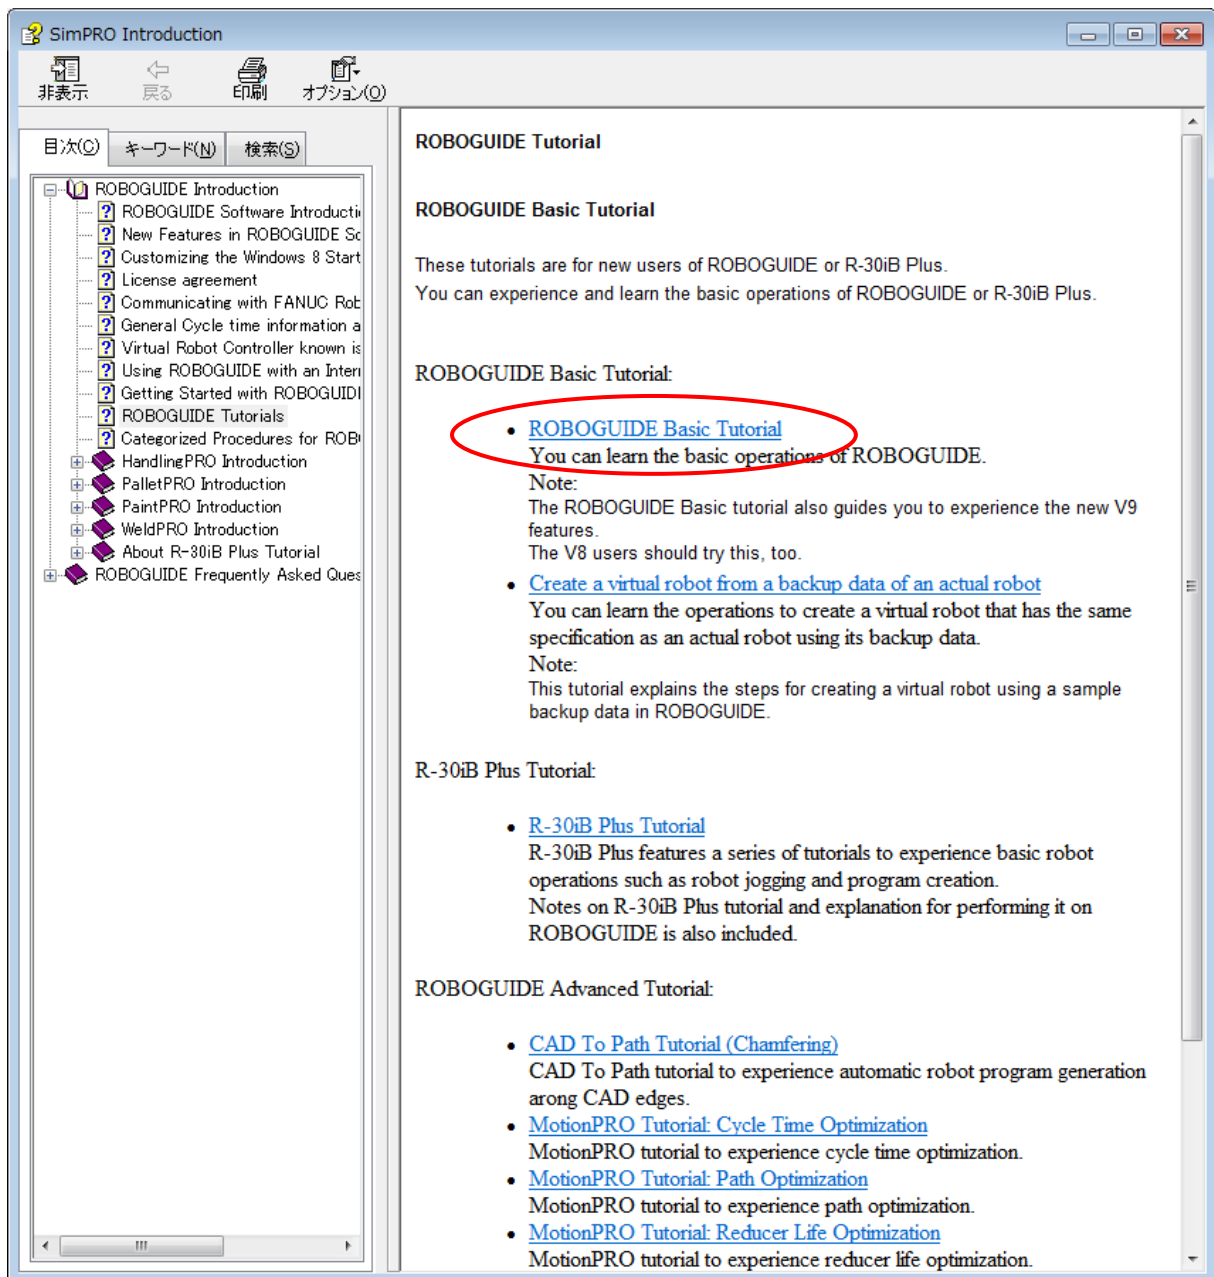 SimPRO Introduction
非表示
戻る
印刷
オプション(O)
目次(C)
キーワード(N)
検索(S)
ROBOGUIDE Introduction
ROBOGUIDE Software Introducti
New Features in ROBOGUIDE So
Customizing the Windows 8 Start
License agreement
Communicating with FANUC Rob
General Cycle time information a
Virtual Robot Controller known is
Using ROBOGUIDE with an Inter
Getting Started with ROBOGUID
ROBOGUIDE Tutorials
Categorized Procedures for ROB
HandlingPRO Introduction
PalletPRO Introduction
PaintPRO Introduction
WeldPRO Introduction
About R-30iB Plus Tutorial
ROBOGUIDE Frequently Asked Ques
ROBOGUIDE Tutorial
ROBOGUIDE Basic Tutorial
These tutorials are for new users of ROBOGUIDE or R-30iB Plus.
You can experience and learn the basic operations of ROBOGUIDE or R-30iB Plus.
ROBOGUIDE Basic Tutorial:
• ROBOGUIDE Basic Tutorial
You can learn the basic operations of ROBOGUIDE.
Note:
The ROBOGUIDE Basic tutorial also guides you to experience the new V9
features.
The V8 users should try this, too.
• Create a virtual robot from a backup data of an actual robot
You can learn the operations to create a virtual robot that has the same
specification as an actual robot using its backup data.
Note:
This tutorial explains the steps for creating a virtual robot using a sample
backup data in ROBOGUIDE.
R-30iB Plus Tutorial:
• R-30iB Plus Tutorial
R-30iB Plus features a series of tutorials to experience basic robot
operations such as robot jogging and program creation.
Notes on R-30iB Plus tutorial and explanation for performing it on
ROBOGUIDE is also included.
ROBOGUIDE Advanced Tutorial:
• CAD To Path Tutorial (Chamfering)
CAD To Path tutorial to experience automatic robot program generation
arong CAD edges.
• MotionPRO Tutorial: Cycle Time Optimization
MotionPRO tutorial to experience cycle time optimization.
• MotionPRO Tutorial: Path Optimization
MotionPRO tutorial to experience path optimization.
• MotionPRO Tutorial: Reducer Life Optimization
MotionPRO tutorial to experience reducer life optimization.